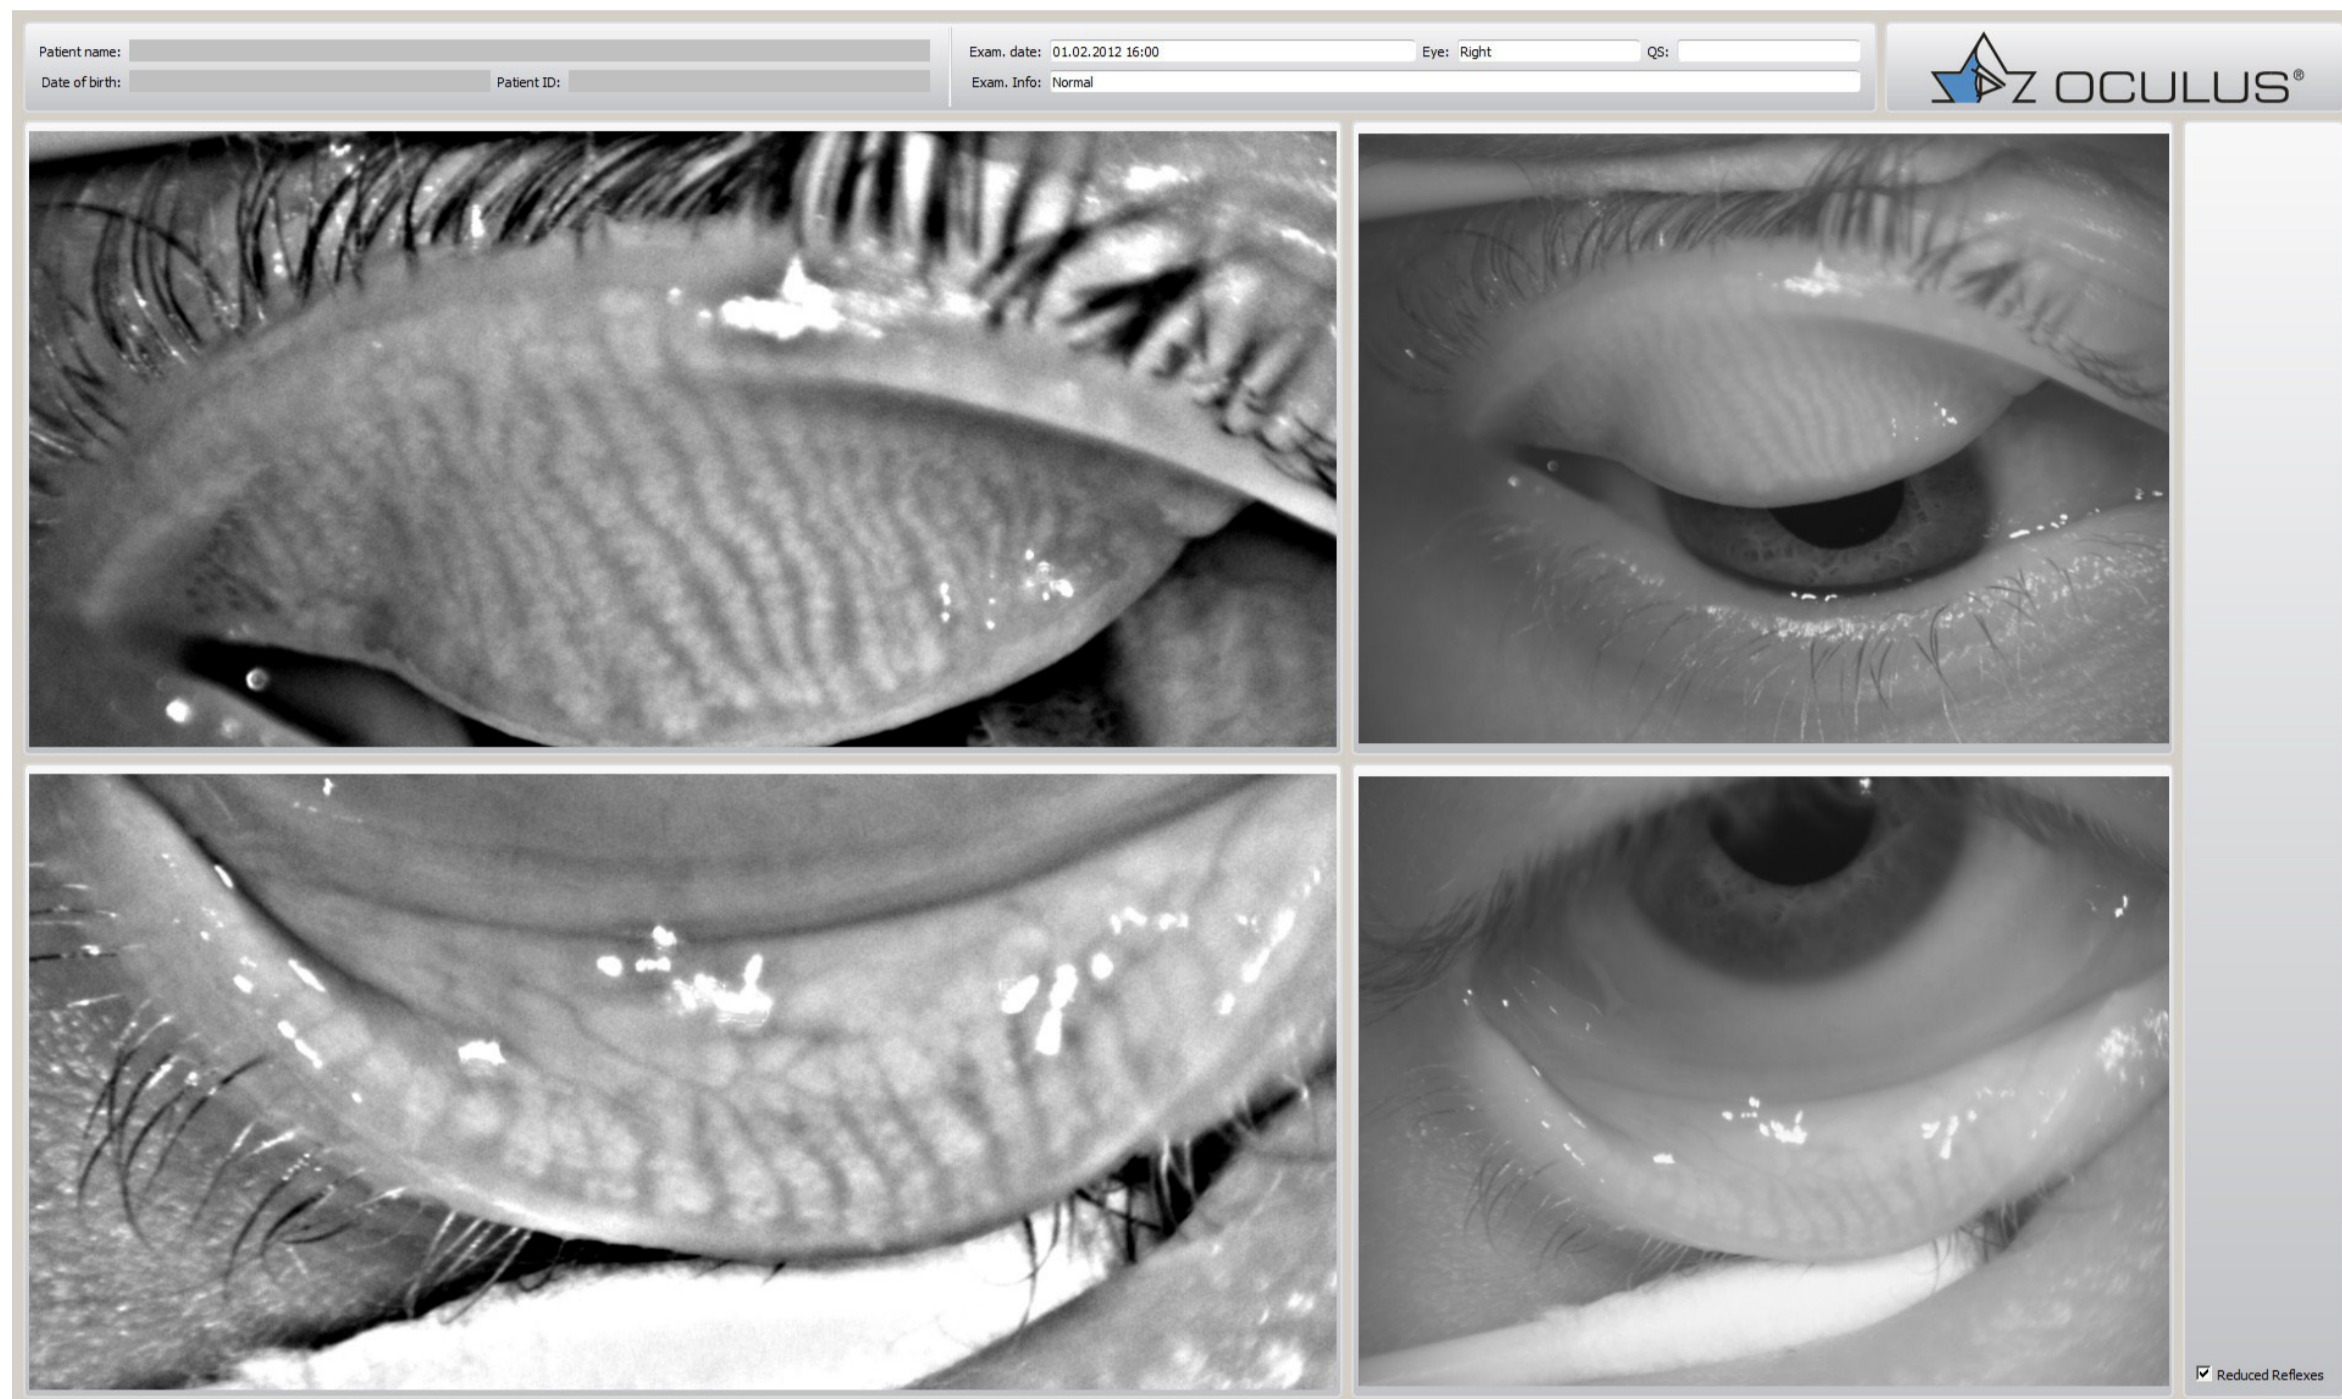 Patient name:
Exam. date: 01.02.2012 16:00 Eye: Right QS:
Date of birth: Patient ID:
Exam. Info: Normal
OCULUS®
Reduced Reflexes